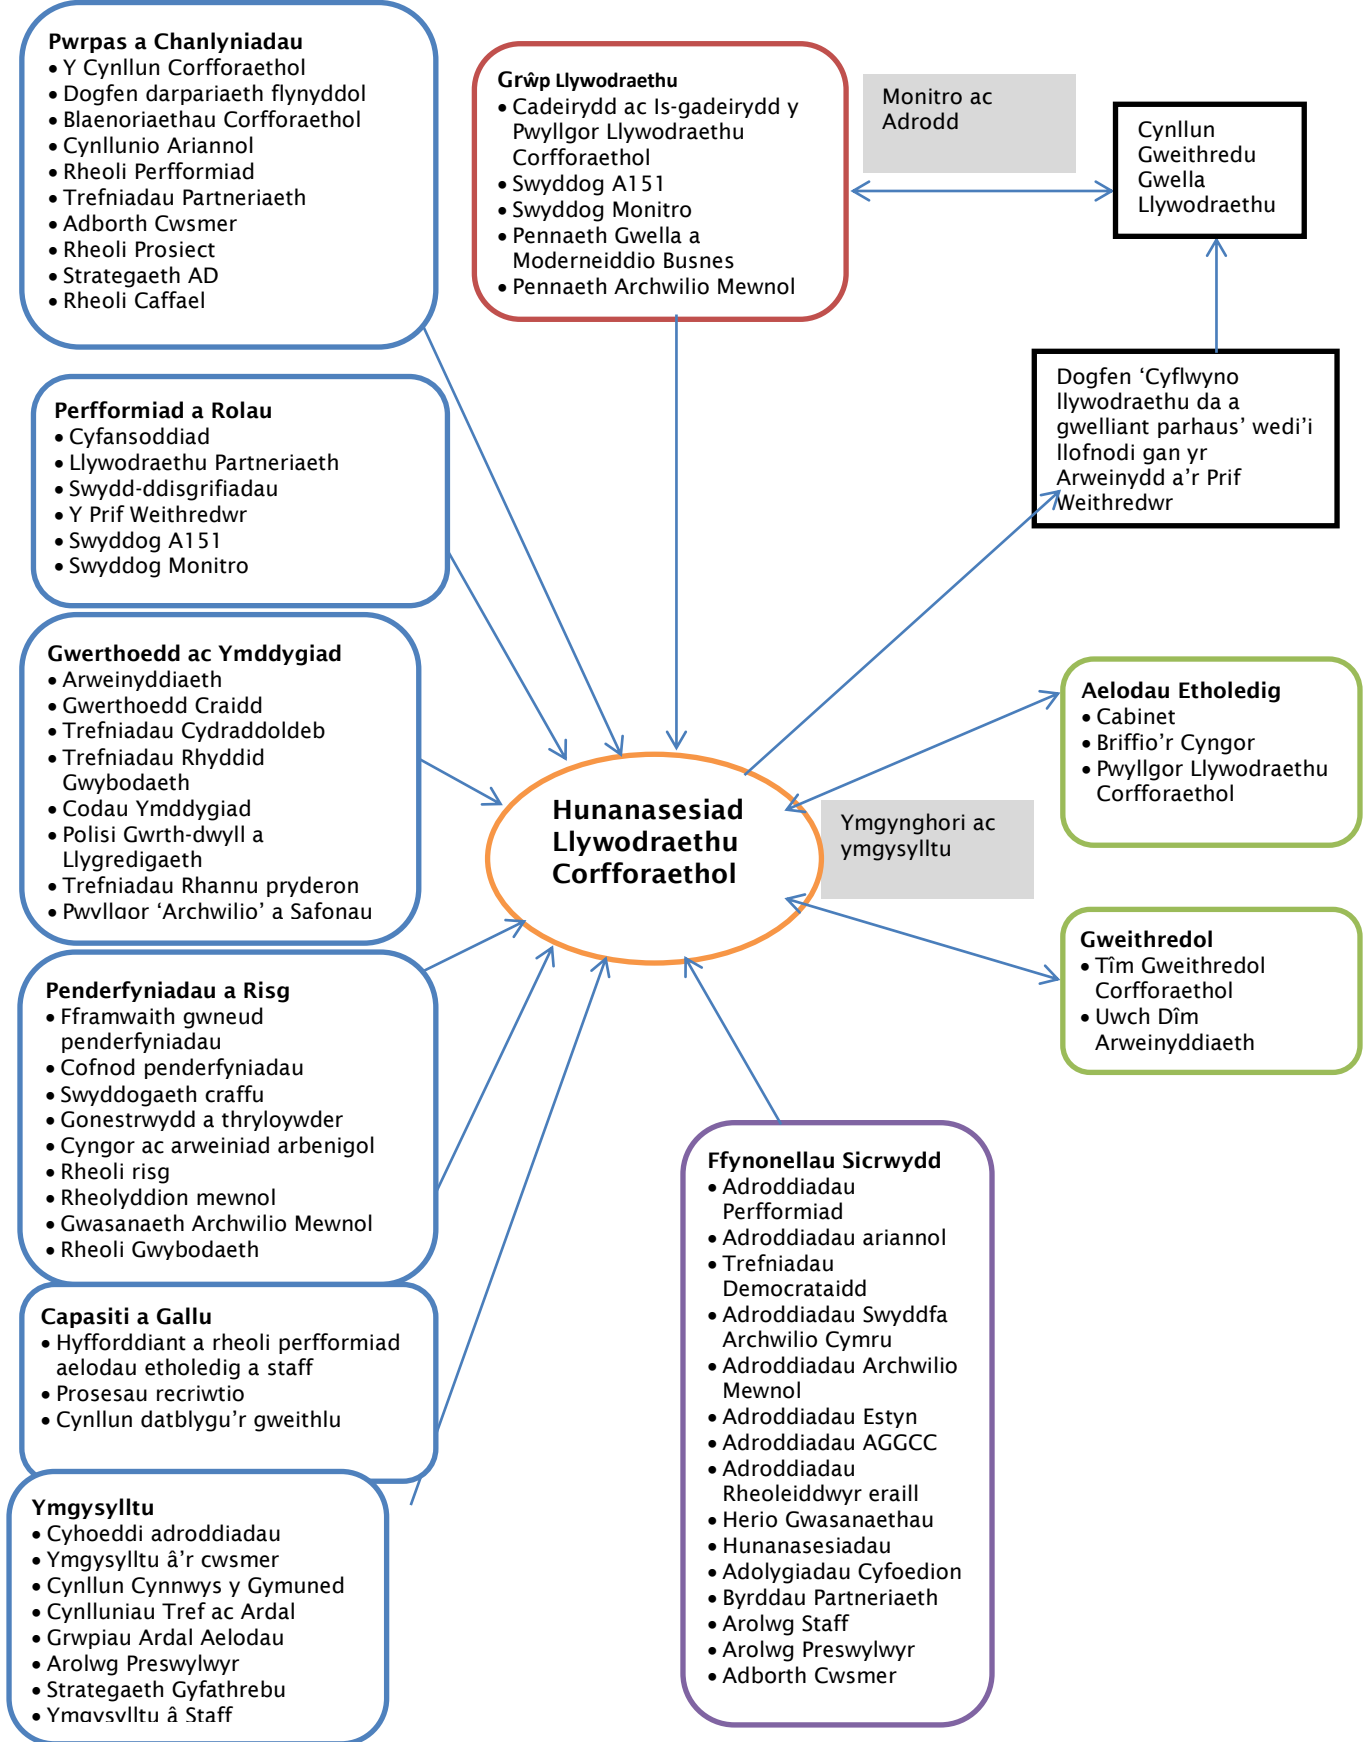 Pwrpas a Chanlyniadau
• Y Cynllun Corfforaethol
• Dogfen darpariaeth flynyddol
• Blaenoriaethau Corfforaethol
• Cynllunio Ariannol
• Rheoli Perfformiad
• Trefniadau Partneriaeth
• Adborth Cwsmer
• Rheoli Prosiect
• Strategaeth AD
• Rheoli Caffael
Grŵp Llywodraethu
• Cadeirydd ac Is-gadeirydd y
Pwyllgor Llywodraethu
Corfforaethol
• Swyddog A151
• Swyddog Monitro
• Pennaeth Gwella a
Moderneiddio Busnes
• Pennaeth Archwilio Mewnol
Monitro ac
Adrodd
Cynllun
Gweithredu
Gwella
Llywodraethu
Dogfen ‘Cyflwyno
llywodraethu da a
gwelliant parhaus’ wedi’i
llofnodi gan yr
Arweinydd a’r Prif
Weithredwr
Perfformiad a Rolau
• Cyfansoddiad
• Llywodraethu Partneriaeth
• Swydd-ddisgrifiadau
• Y Prif Weithredwr
• Swyddog A151
• Swyddog Monitro
Gwerthoedd ac Ymddygiad
• Arweinyddiaeth
• Gwerthoedd Craidd
• Trefniadau Cydraddoldeb
• Trefniadau Rhyddid
Gwybodaeth
• Codau Ymddygiad
• Polisi Gwrth-dwyll a
Llygredigaeth
• Trefniadau Rhannu pryderon
• Pwyllgor ‘Archwilio’ a Safonau
Hunanasesiad
Llywodraethu
Corfforaethol
Ymgynghori ac
ymgysylltu
Aelodau Etholedig
• Cabinet
• Briffio’r Cyngor
• Pwyllgor Llywodraethu
Corfforaethol
Gweithredol
• Tîm Gweithredol
Corfforaethol
• Uwch Dîm
Arweinyddiaeth
Penderfyniadau a Risg
• Fframwaith gwneud
penderfyniadau
• Cofnod penderfyniadau
• Swyddogaeth craffu
• Gonestrwydd a thryloywder
• Cyngor ac arweiniad arbenigol
• Rheoli risg
• Rheolyddion mewnol
• Gwasanaeth Archwilio Mewnol
• Rheoli Gwybodaeth
Capasiti a Gallu
• Hyfforddiant a rheoli perfformiad
aelodau etholedig a staff
• Prosesau recriwtio
• Cynllun datblygu’r gweithlu
Ymgysylltu
• Cyhoeddi adroddiadau
• Ymgysylltu â’r cwsmer
• Cynllun Cynnwys y Gymuned
• Cynlluniau Tref ac Ardal
• Grwpiau Ardal Aelodau
• Arolwg Preswylwyr
• Strategaeth Gyfathrebu
• Ymgysylltu â Staff
Ffynonellau Sicrwydd
• Adroddiadau
Perfformiad
• Adroddiadau ariannol
• Trefniadau
Democrataidd
• Adroddiadau Swyddfa
Archwilio Cymru
• Adroddiadau Archwilio
Mewnol
• Adroddiadau Estyn
• Adroddiadau AGGCC
• Adroddiadau
Rheoleiddwyr eraill
• Herio Gwasanaethau
• Hunanasesiadau
• Adolygiadau Cyfoedion
• Byrddau Partneriaeth
• Arolwg Staff
• Arolwg Preswylwyr
• Adborth Cwsmer